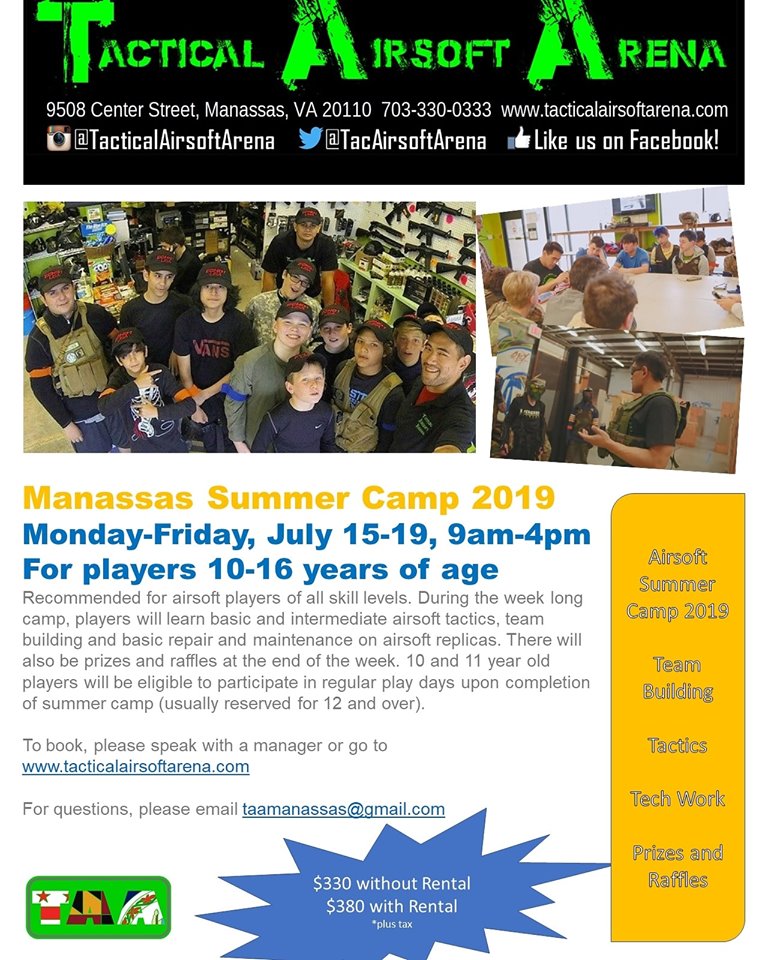 TACTICAL AIRSOFT ARENA
9508 Center Street, Manassas, VA 20110 703-330-0333 www.tacticalairsoftarena.com
@TacticalAirsoftArena @TacAirsoftArena Like us on Facebook!
VANS
Manassas Summer Camp 2019
Monday-Friday, July 15-19, 9am-4pm
For players 10-16 years of age
Recommended for airsoft players of all skill levels. During the week long
camp, players will learn basic and intermediate airsoft tactics, team
building and basic repair and maintenance on airsoft replicas. There will
also be prizes and raffles at the end of the week. 10 and 11 year old
players will be eligible to participate in regular play days upon completion
of summer camp (usually reserved for 12 and over).
To book, please speak with a manager or go to
www.tacticalairsoftarena.com
For questions, please email taamanassas@gmail.com
Airsoft
Summer
Camp 2019
Team
Building
Tactics
Tech Work
Prizes and
Raffles
$330 without Rental
$380 with Rental
*plus tax
TAA